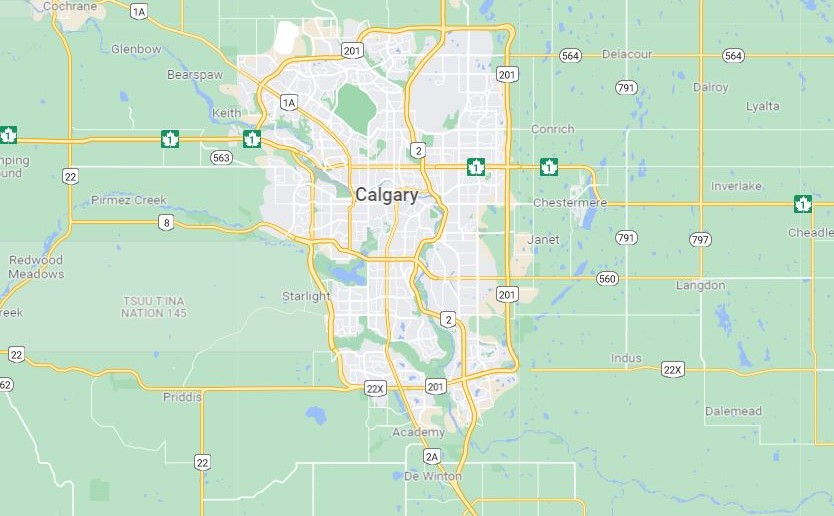 Cochrane
1A
Glenbow
201
564
Delacour
564
Bearspaw
201
791
Dalroy
1A
Lyalta
Keith
Conrich
1
1
1
2
1
1
563
ping
und
22
Calgary
Inverlake
Pirmez Creek
Chestermere
1
8
Janet
791
797
Cheadle
Redwood
Meadows
560
Langdon
Starlight
201
TSUU T'INA
NATION 145
reek
2
22
Indus
22X
62
22X
201
Priddis
Dalemead
Academy
2A
22
De Winton